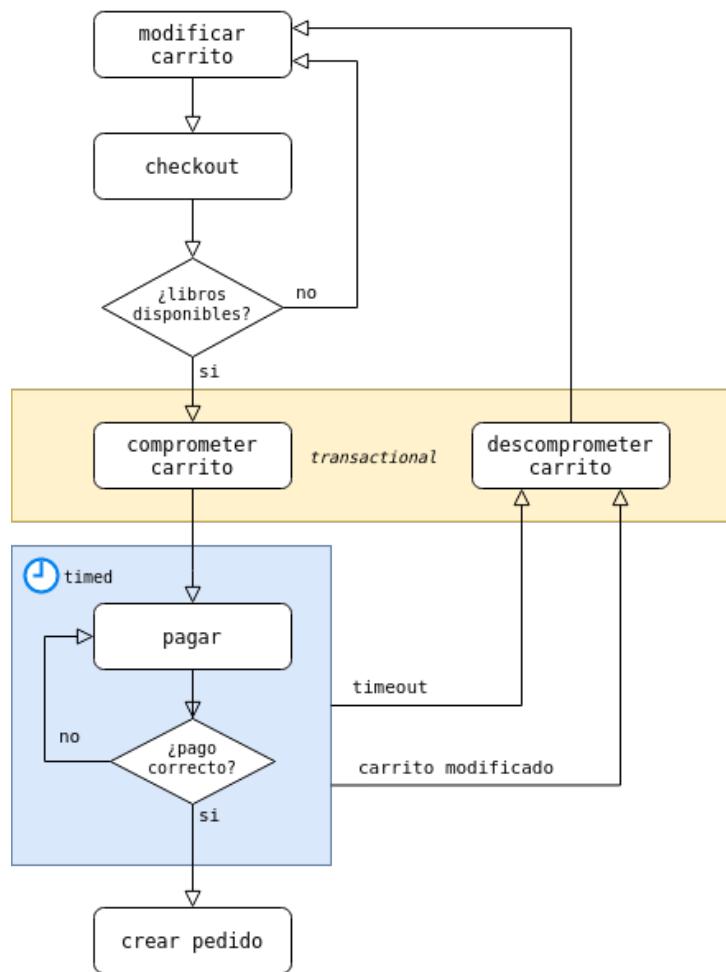 modificar
carrito
checkout
¿libros
disponibles?
no
si
comprometer
carrito
transactional
descomprometer
carrito
timed
pagar
timeout
no
¿pago
correcto?
carrito modificado
si
crear pedido